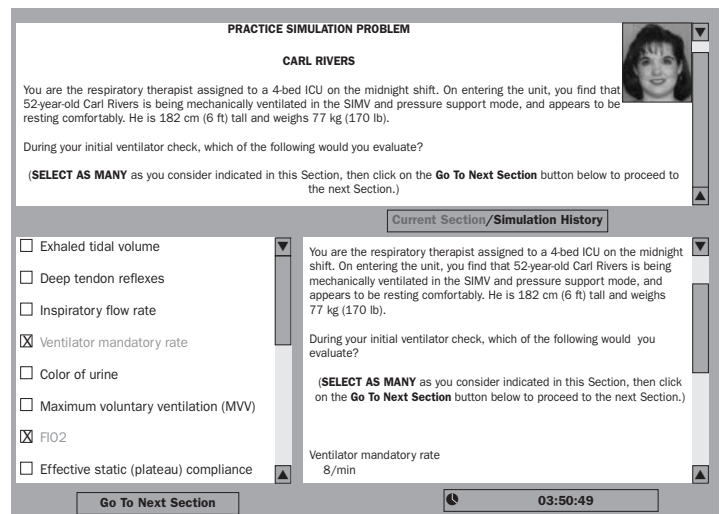 PRACTICE SIMULATION PROBLEM
CARL RIVERS
You are the respiratory therapist assigned to a 4-bed ICU on the midnight shift. On entering the unit, you find that
52-year-old Carl Rivers is being mechanically ventilated in the SIMV and pressure support mode, and appears to be
resting comfortably. He is 182 cm (6 ft) tall and weighs 77 kg (170 lb).
During your initial ventilator check, which of the following would you evaluate?
(SELECT AS MANY as you consider indicated in this Section, then click on the Go To Next Section button below to proceed to
the next Section.)
Current Section/Simulation History
Exhaled tidal volume
Deep tendon reflexes
Inspiratory flow rate
X Ventilator mandatory rate
Color of urine
Maximum voluntary ventilation (MVV)
X FIO2
Effective static (plateau) compliance
You are the respiratory therapist assigned to a 4-bed ICU on the midnight
shift. On entering the unit, you find that 52-year-old Carl Rivers is being
mechanically ventilated in the SIMV and pressure support mode, and
appears to be resting comfortably. He is 182 cm (6 ft) tall and weighs
77 kg (170 lb).
During your initial ventilator check, which of the following would you
evaluate?
(SELECT AS MANY as you consider indicated in this Section, then click
on the Go To Next Section button below to proceed to the next Section.)
Ventilator mandatory rate
8/min
Go To Next Section
03:50:49